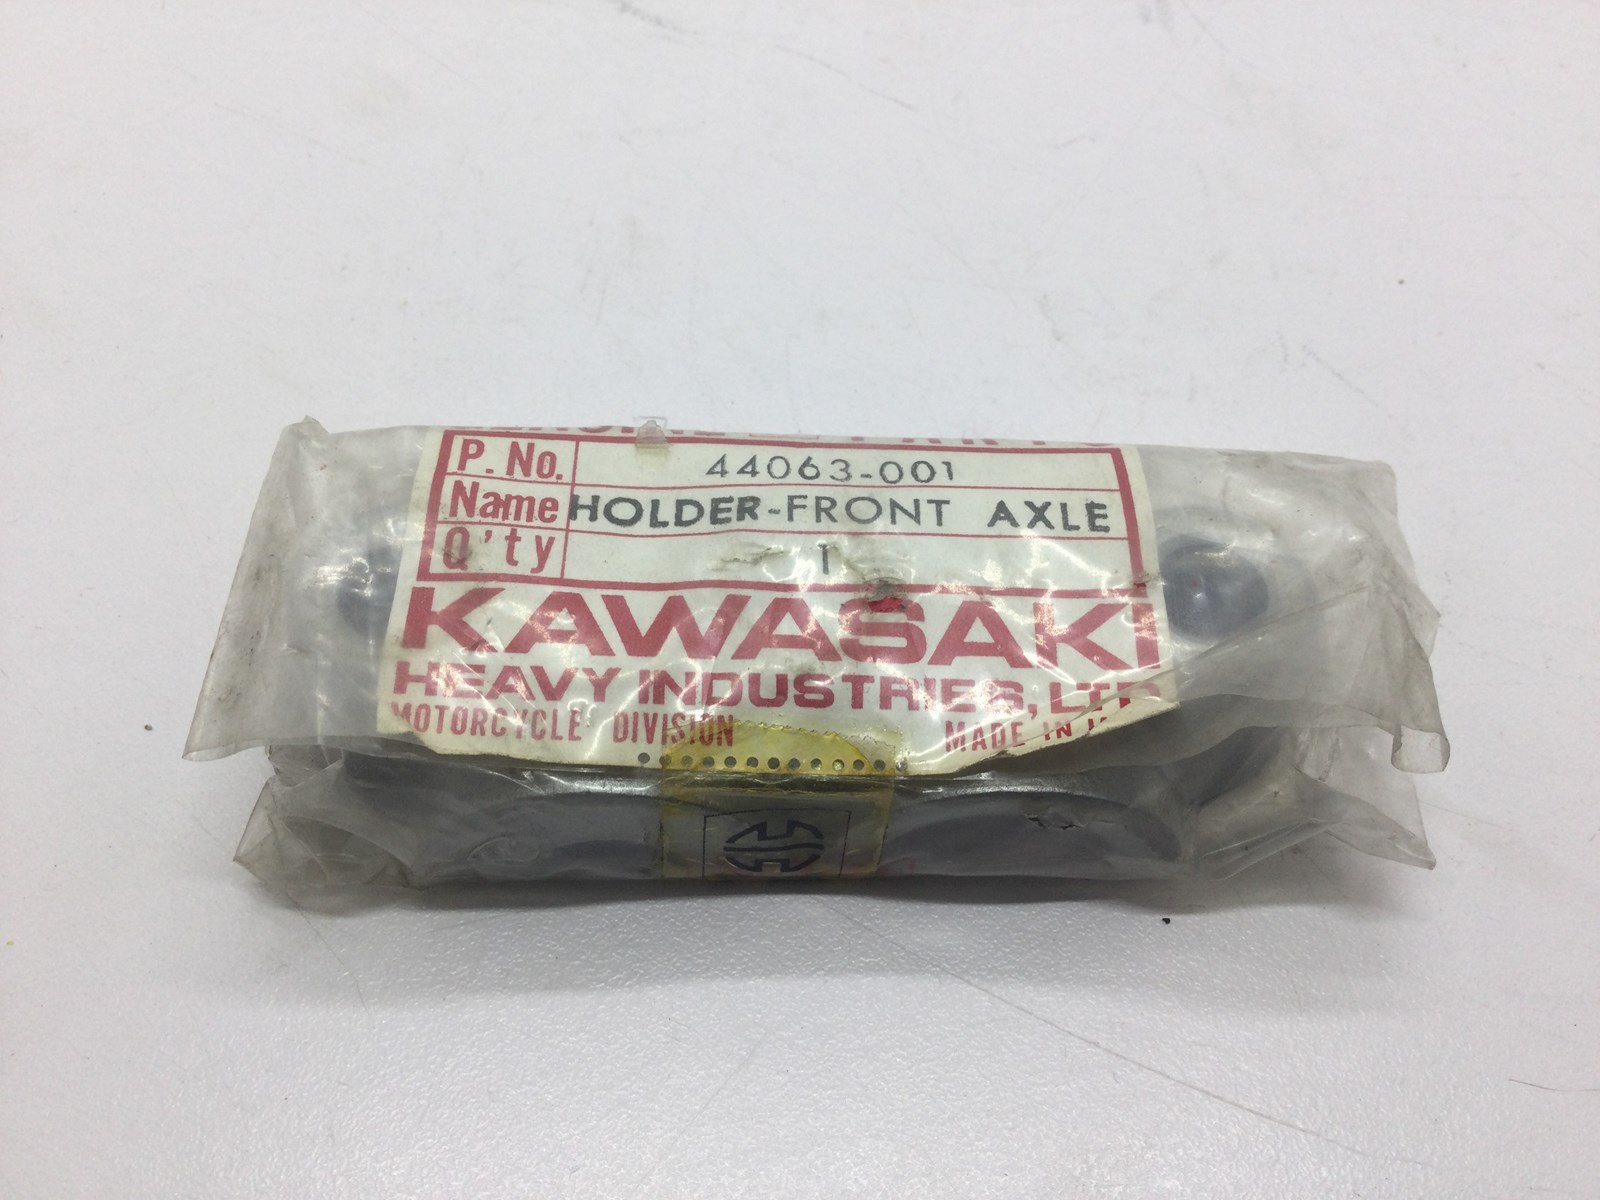 P. No. 44063-001
Name HOLDER-FRONT AXLE
Q'ty 1
KAWASAKI
HEAVY INDUSTRIES, LTD
MOTORCYCLE DIVISION MADE IN